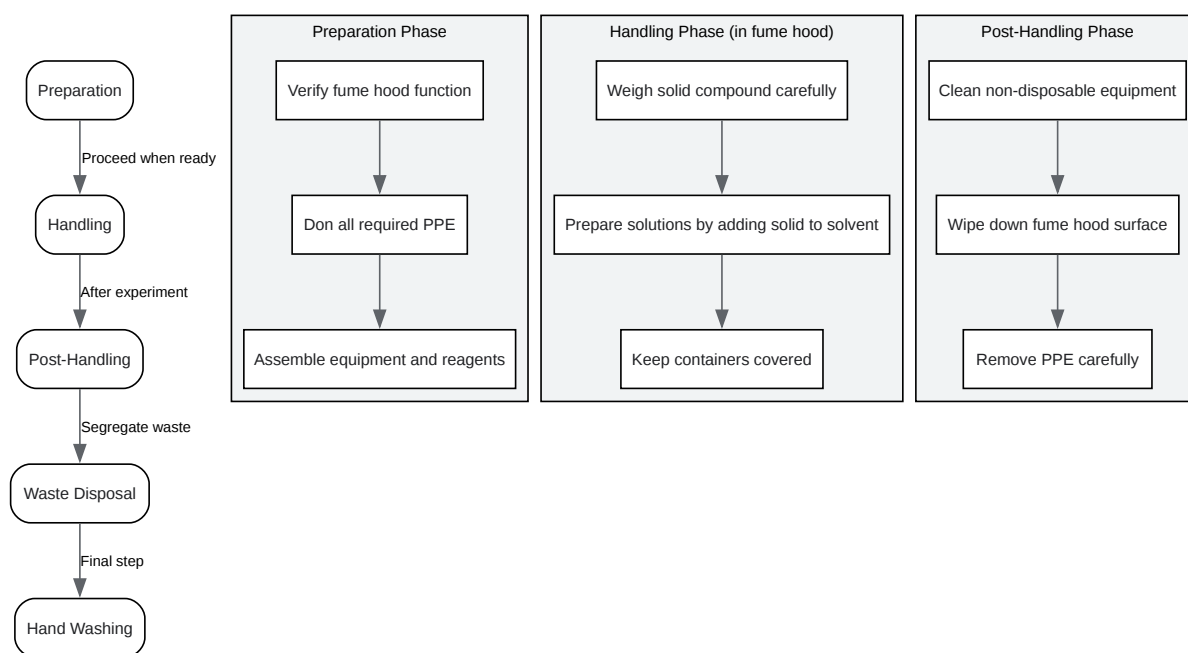 Preparation
Proceed when ready
Handling
After experiment
Post-Handling
Segregate waste
Waste Disposal
Final step
Hand Washing
Preparation Phase
Verify fume hood function
Don all required PPE
Assemble equipment and reagents
Handling Phase (in fume hood)
Weigh solid compound carefully
Prepare solutions by adding solid to solvent
Keep containers covered
Post-Handling Phase
Clean non-disposable equipment
Wipe down fume hood surface
Remove PPE carefully